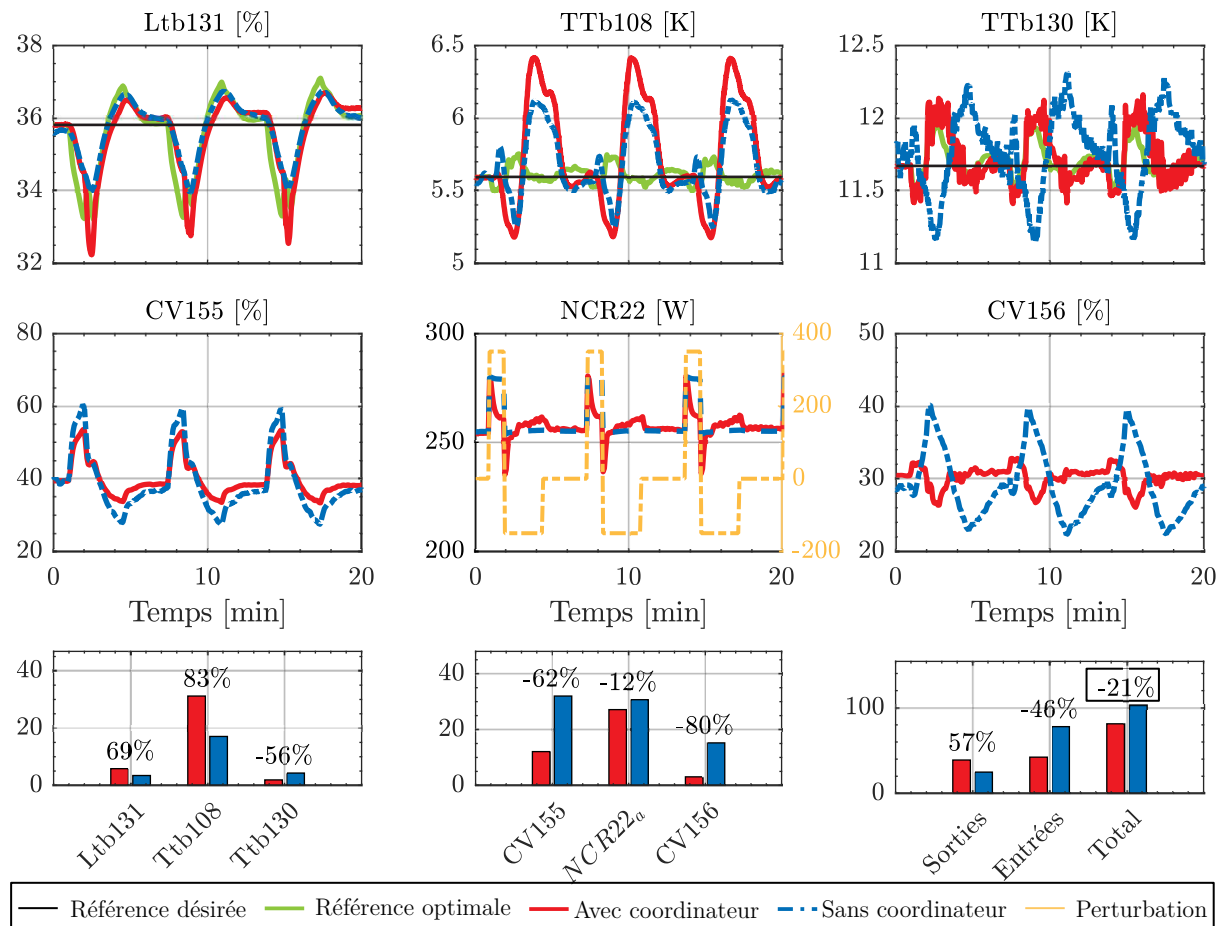 Ltb131 [%]
TTb108 [K]
TTb130 [K]
38
36
34
32
6.5
6
5.5
5
12.5
12
11.5
11
CV155 [%]
NCR22 [W]
CV156 [%]
80
60
40
20
300
250
200
400
200
0
-200
50
40
30
20
0 10 20
0 10 20
0 10 20
Temps [min]
Temps [min]
Temps [min]
40
20
0
69%
83%
-56%
Ltb131
Ttb108
Ttb130
40
20
0
-62%
-12%
-80%
CV155
NCR22a
CV156
100
0
57%
-46%
-21%
Sorties
Entrées
Total
Référence désirée Référence optimale Avec coordinateur Sans coordinateur Perturbation